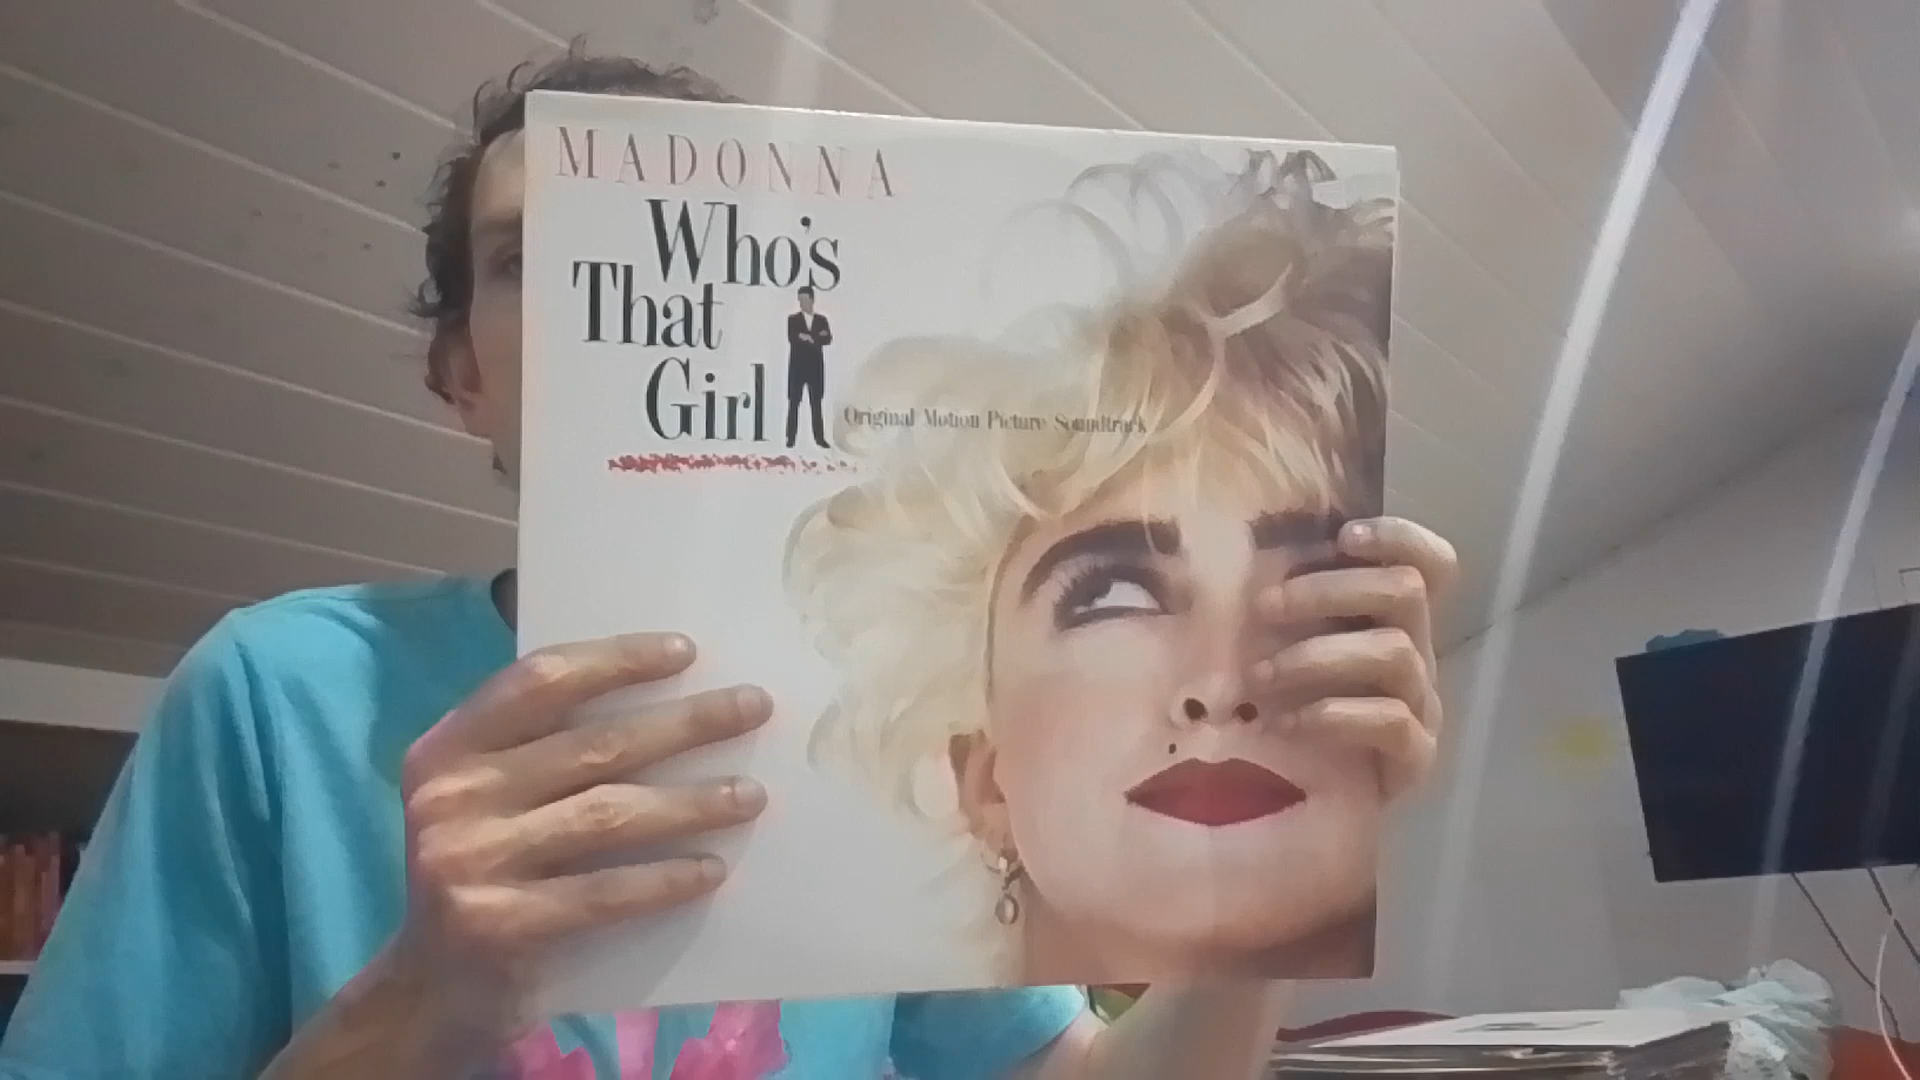 MADONNA
Who's
That
Girl
Original Motion Picture Soundtrack